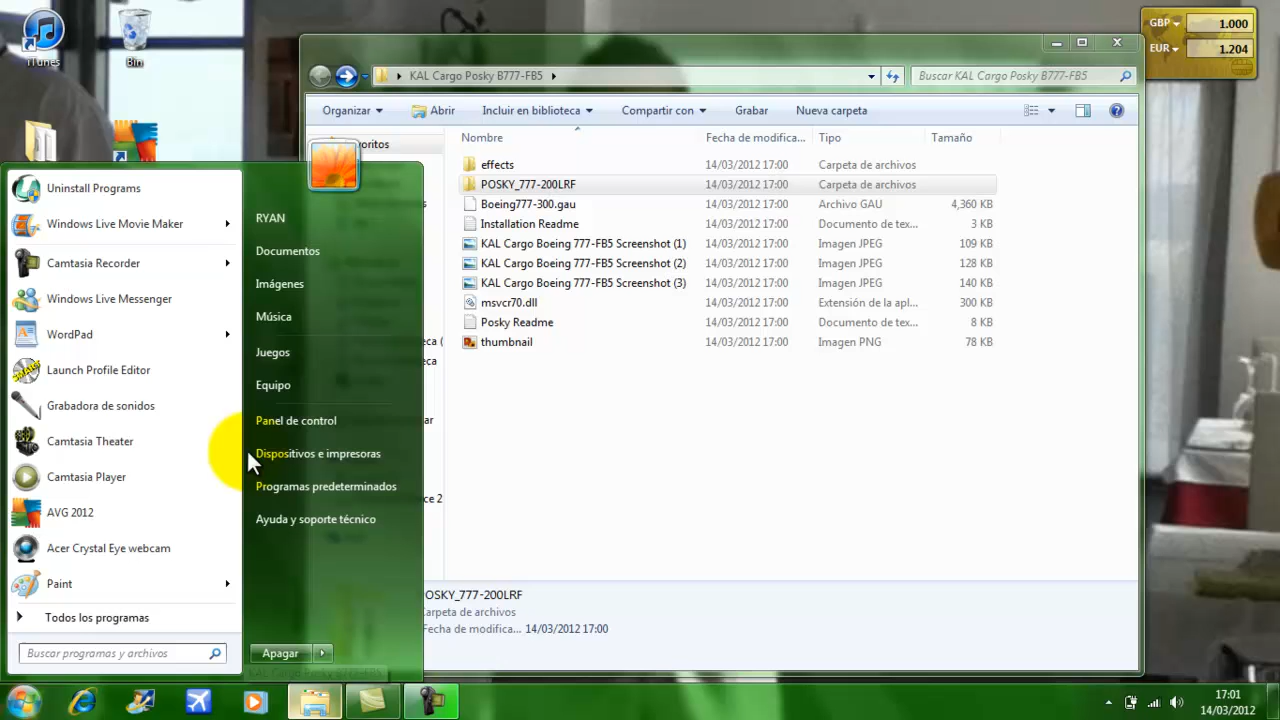 iTunes
Bin
GBP 1.000
EUR 1.204
KAL Cargo Posky B777-FB5
Buscar KAL Cargo Posky B777-FB5
Organizar Abrir Incluir en biblioteca Compartir con Grabar Nueva carpeta
Nombre Fecha de modifica... Tipo Tamaño
effects 14/03/2012 17:00 Carpeta de archivos
POSKY_777-200LRF 14/03/2012 17:00 Carpeta de archivos
Boeing777-300.gau 14/03/2012 17:00 Archivo GAU 4,360 KB
Installation Readme 14/03/2012 17:00 Documento de tex... 3 KB
KAL Cargo Boeing 777-FB5 Screenshot (1) 14/03/2012 17:00 Imagen JPEG 109 KB
KAL Cargo Boeing 777-FB5 Screenshot (2) 14/03/2012 17:00 Imagen JPEG 128 KB
KAL Cargo Boeing 777-FB5 Screenshot (3) 14/03/2012 17:00 Imagen JPEG 140 KB
msvcr70.dll 14/03/2012 17:00 Extensión de la apl... 300 KB
Posky Readme 14/03/2012 17:00 Documento de tex... 8 KB
thumbnail 14/03/2012 17:00 Imagen PNG 78 KB
oritos
eca (
eca
ar
ce 2
Uninstall Programs
Windows Live Movie Maker
Camtasia Recorder
Windows Live Messenger
WordPad
Launch Profile Editor
Grabadora de sonidos
Camtasia Theater
Camtasia Player
AVG 2012
Acer Crystal Eye webcam
Paint
Todos los programas
Buscar programas y archivos
RYAN
Documentos
Imágenes
Música
Juegos
Equipo
Panel de control
Dispositivos e impresoras
Programas predeterminados
Ayuda y soporte técnico
Apagar
OSKY_777-200LRF
Carpeta de archivos
Fecha de modifica... 14/03/2012 17:00
KAL Cargo Posky B777-FB5
17:01
14/03/2012